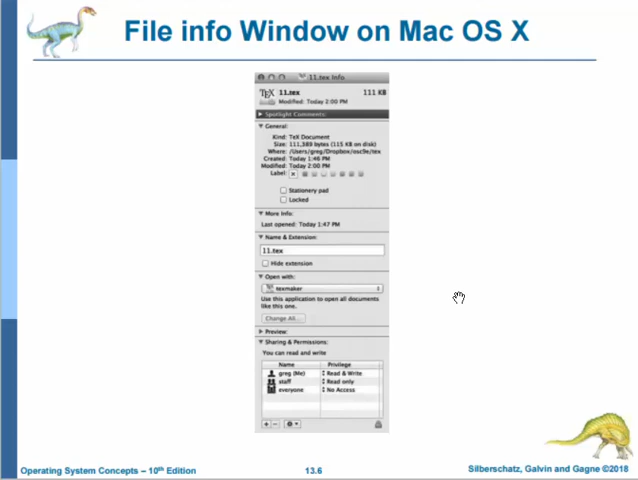 File info Window on Mac OS X
11.tex Info
TEX 11.tex 111 KB
Modified: Today 2:00 PM
Spotlight Comments:
General:
Kind: TeX Document
Size: 111,389 bytes (115 KB on disk)
Where: /Users/greg/Dropbox/osc9e/tex
Created: Today 1:46 PM
Modified: Today 2:00 PM
Label:
Stationery pad
Locked
More Info:
Last opened: Today 1:47 PM
Name & Extension:
11.tex
Hide extension
Open with:
texmaker
Use this application to open all documents
like this one.
Change All...
Preview:
Sharing & Permissions:
You can read and write
Name Privilege
greg (Me) Read & Write
staff Read only
everyone No Access
Operating System Concepts – 10th Edition 13.6 Silberschatz, Galvin and Gagne ©2018